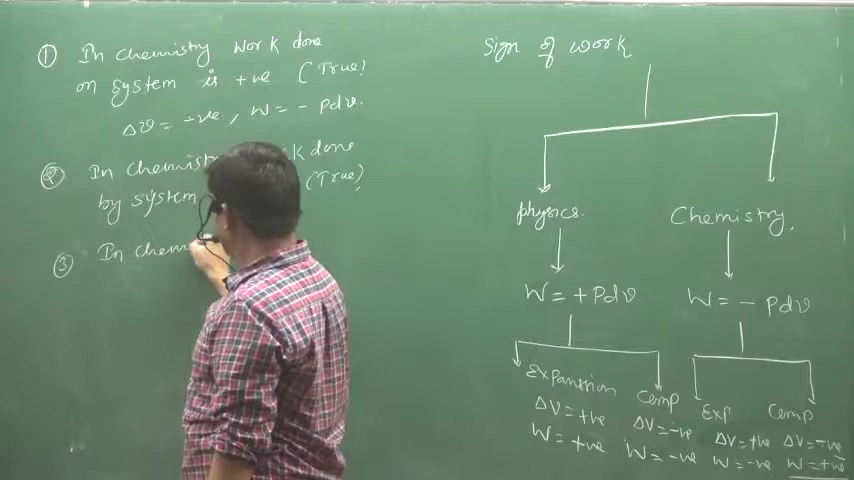 ① In chemistry work done
on system is +ve (True!
Δv = -ve, W = - Pdv.
② In chemist k done
by system (True)
③ In chem
Sign of work
physics.
Chemistry.
W = + Pdv
W = - Pdv
Expanssion
Comp
Exp
Comp
ΔV = +ve
ΔV = -ve
ΔV = +ve
ΔV = -ve
W = +ve
W = -ve
W = -ve
W = +ve